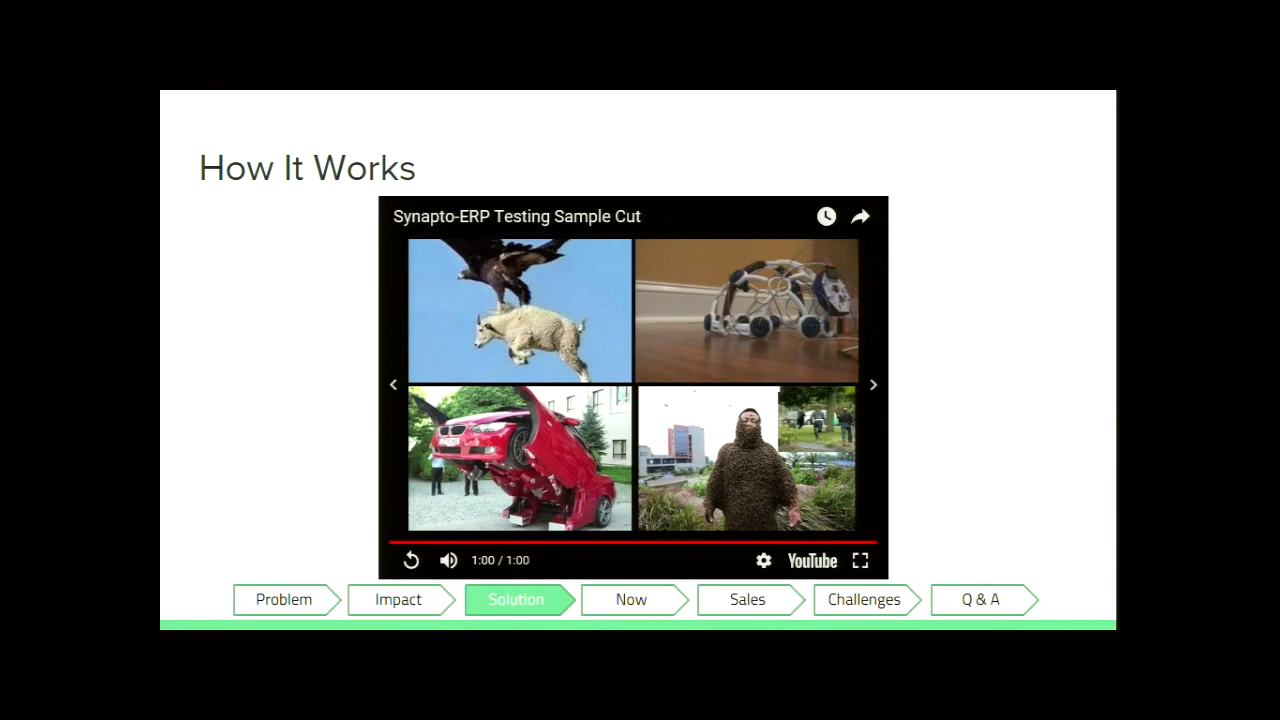 How It Works
Synapto-ERP Testing Sample Cut
1:00 / 1:00
YouTube
Problem
Impact
Solution
Now
Sales
Challenges
Q & A